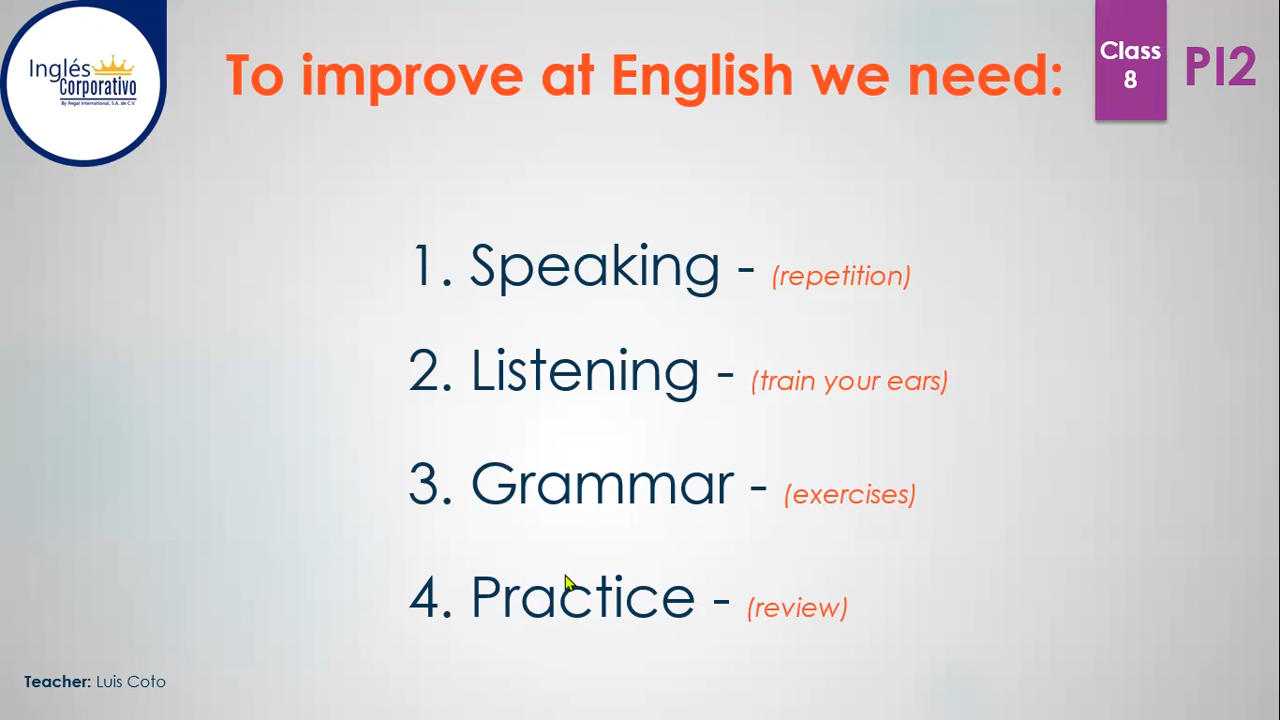 Inglés
Corporativo
By Regal International, S.A. de C.V.
To improve at English we need:
Class
8
PI2
1. Speaking - (repetition)
2. Listening - (train your ears)
3. Grammar - (exercises)
4. Practice - (review)
Teacher: Luis Coto